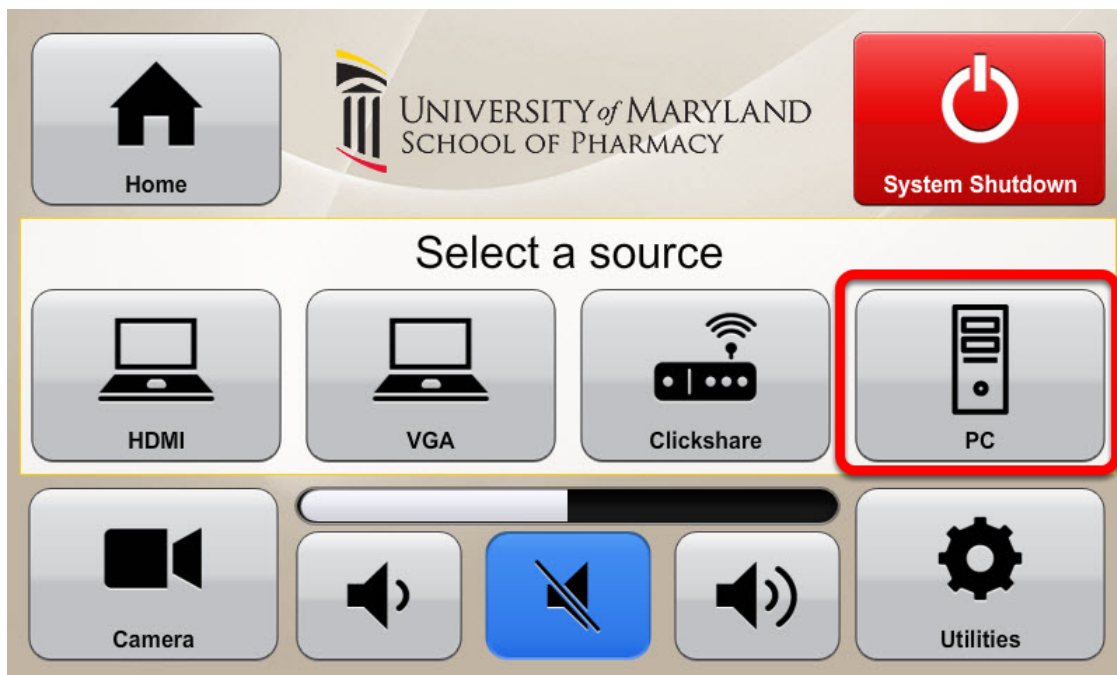 Home
UNIVERSITY of MARYLAND
SCHOOL OF PHARMACY
System Shutdown
Select a source
HDMI
VGA
Clickshare
PC
Camera
Utilities